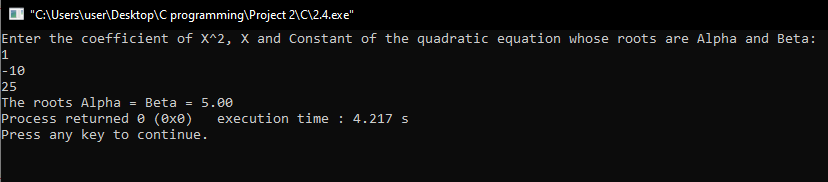 "C:\Users\user\Desktop\C programming\Project 2\C\2.4.exe"
Enter the coefficient of X^2, X and Constant of the quadratic equation whose roots are Alpha and Beta:
1
-10
25
The roots Alpha = Beta = 5.00
Process returned 0 (0x0)   execution time : 4.217 s
Press any key to continue.